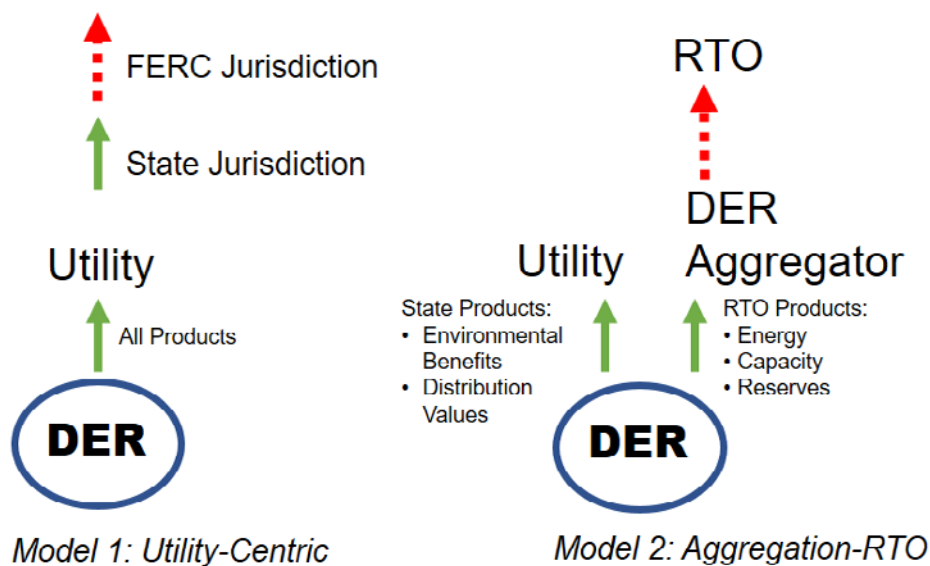 FERC Jurisdiction
State Jurisdiction
Utility
All Products
DER
Model 1: Utility-Centric
RTO
DER
Aggregator
Utility
State Products:
• Environmental
Benefits
• Distribution
Values
RTO Products:
• Energy
• Capacity
• Reserves
DER
Model 2: Aggregation-RTO